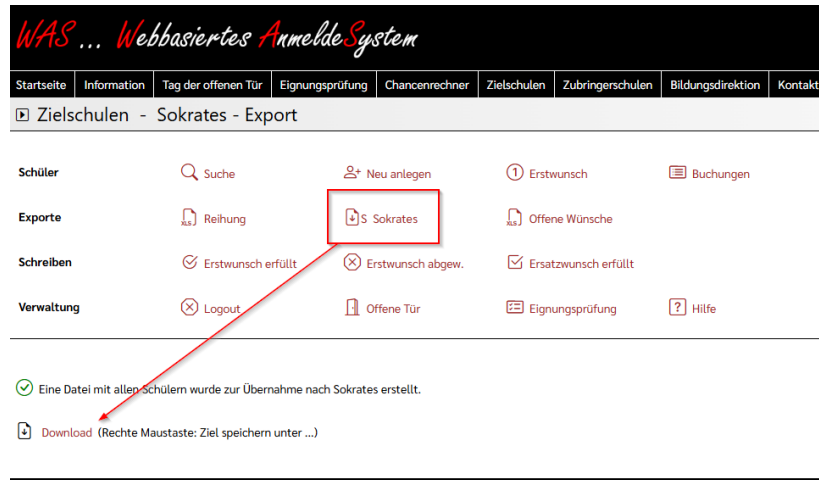 WAS ... Webbasiertes AnmeldeSystem
Startseite Information Tag der offenen Tür Eignungsprüfung Chancenrechner Zielschulen Zubringerschulen Bildungsdirektion Kontakt
Zielschulen - Sokrates - Export
Schüler Suche Neu anlegen 1 Erstwunsch Buchungen
Exporte XLS Reihung S Sokrates XLS Offene Wünsche
Schreiben Erstwunsch erfüllt Erstwunsch abgew. Ersatzwunsch erfüllt
Verwaltung Logout Offene Tür Eignungsprüfung ? Hilfe
Eine Datei mit allen Schülern wurde zur Übernahme nach Sokrates erstellt.
Download (Rechte Maustaste: Ziel speichern unter ...)